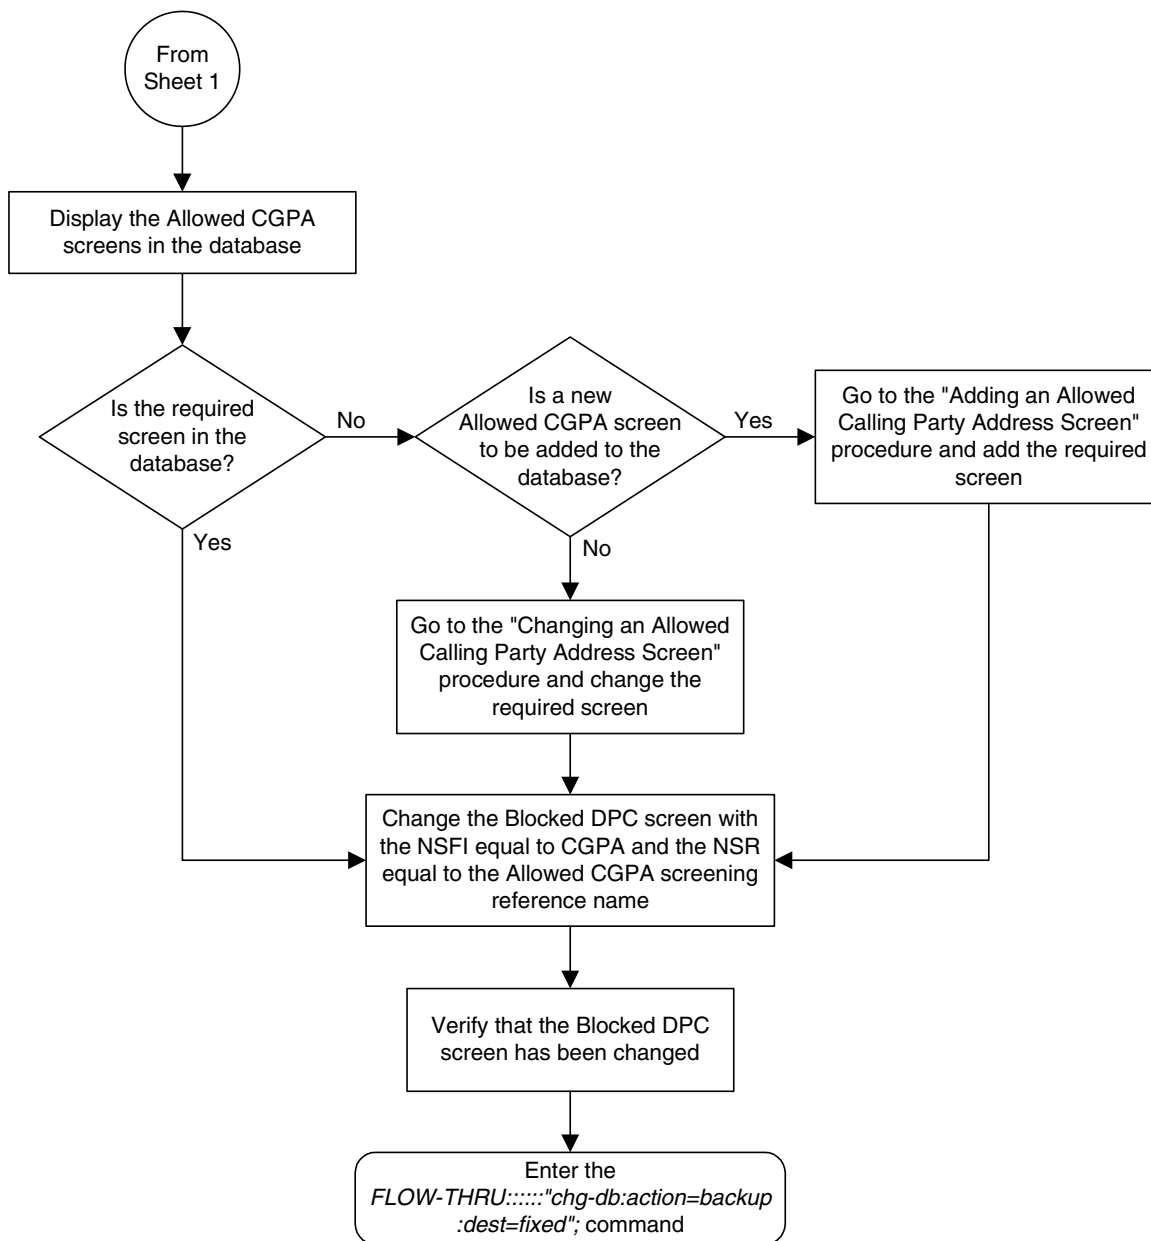 From
Sheet 1
Display the Allowed CGPA
screens in the database
Is the required
screen in the
database?
No
Yes
Is a new
Allowed CGPA screen
to be added to the
database?
Yes
No
Go to the "Adding an Allowed
Calling Party Address Screen"
procedure and add the required
screen
Go to the "Changing an Allowed
Calling Party Address Screen"
procedure and change the
required screen
Change the Blocked DPC screen with
the NSFI equal to CGPA and the NSR
equal to the Allowed CGPA screening
reference name
Verify that the Blocked DPC
screen has been changed
Enter the
FLOW-THRU::::::"chg-db:action=backup
:dest=fixed"; command